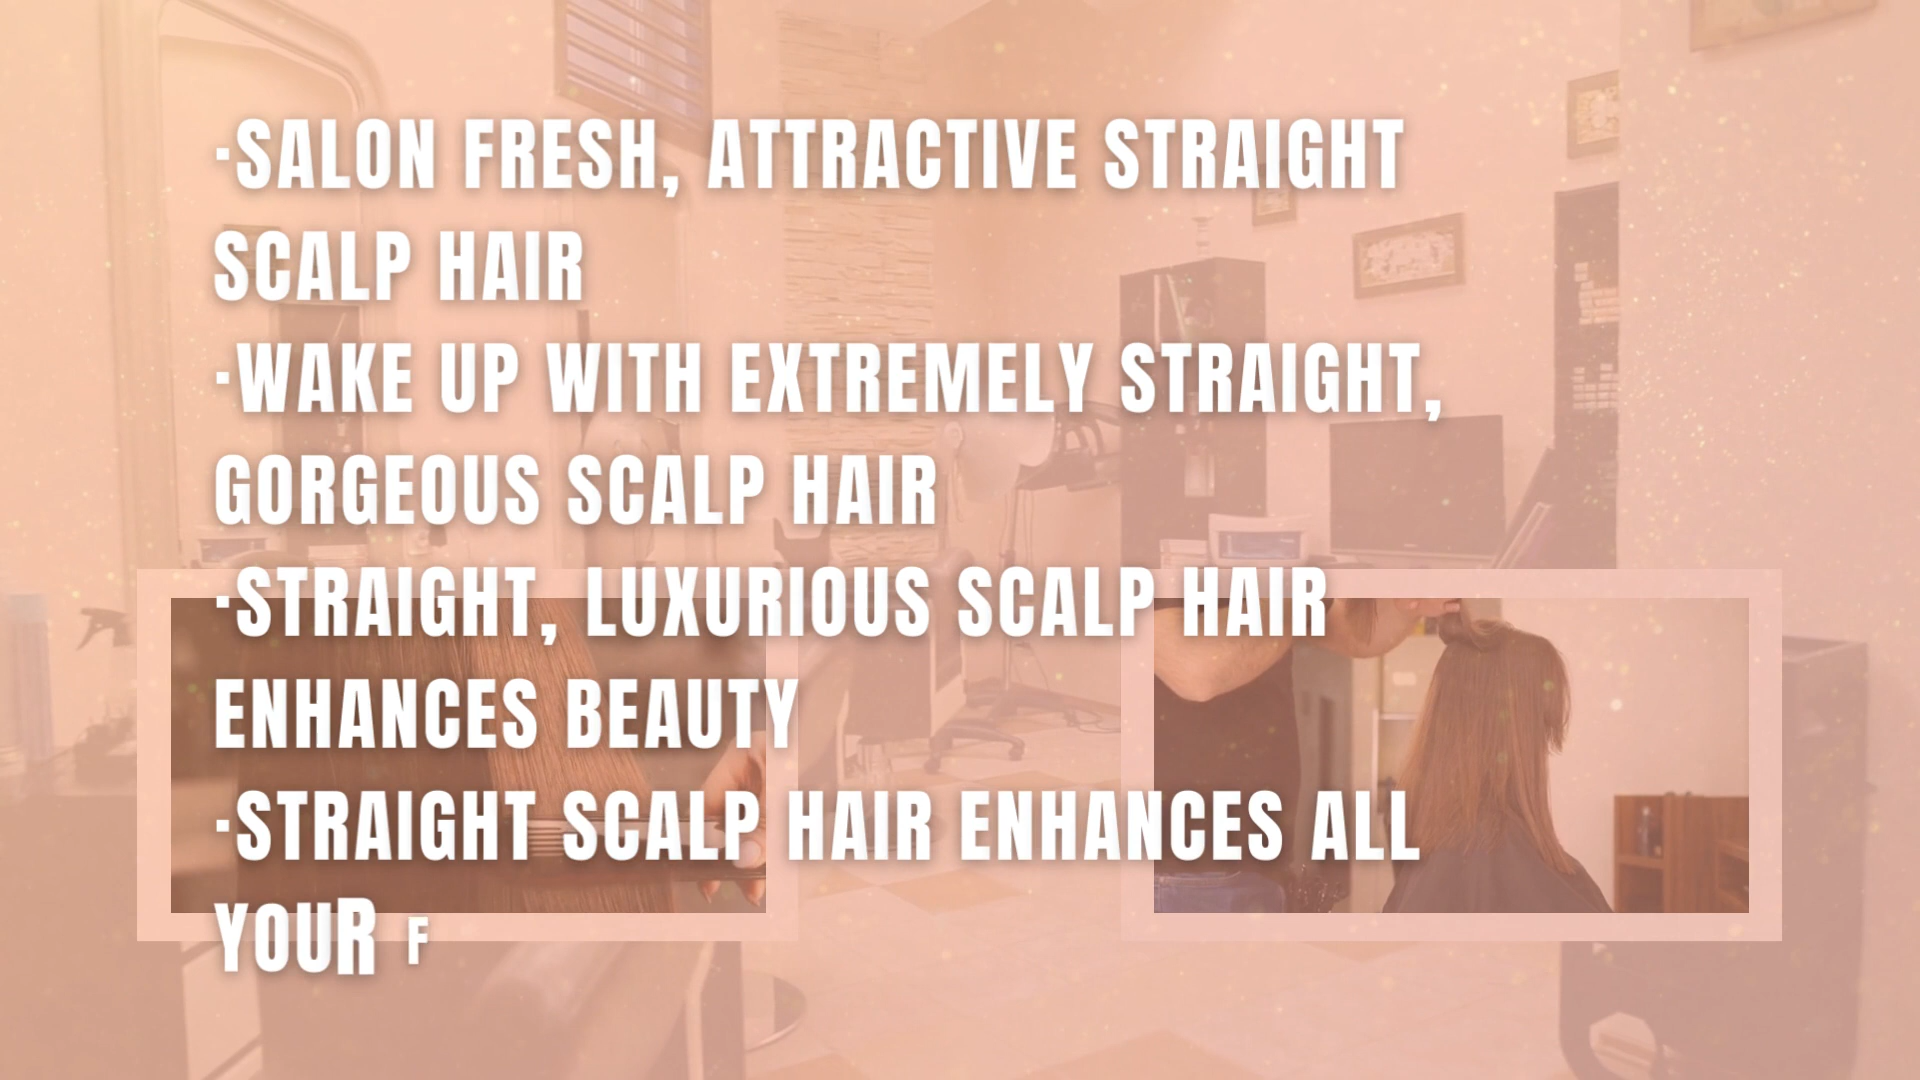 ·SALON FRESH, ATTRACTIVE STRAIGHT
SCALP HAIR
·WAKE UP WITH EXTREMELY STRAIGHT,
GORGEOUS SCALP HAIR
·STRAIGHT, LUXURIOUS SCALP HAIR
ENHANCES BEAUTY
·STRAIGHT SCALP HAIR ENHANCES ALL
YOUR F